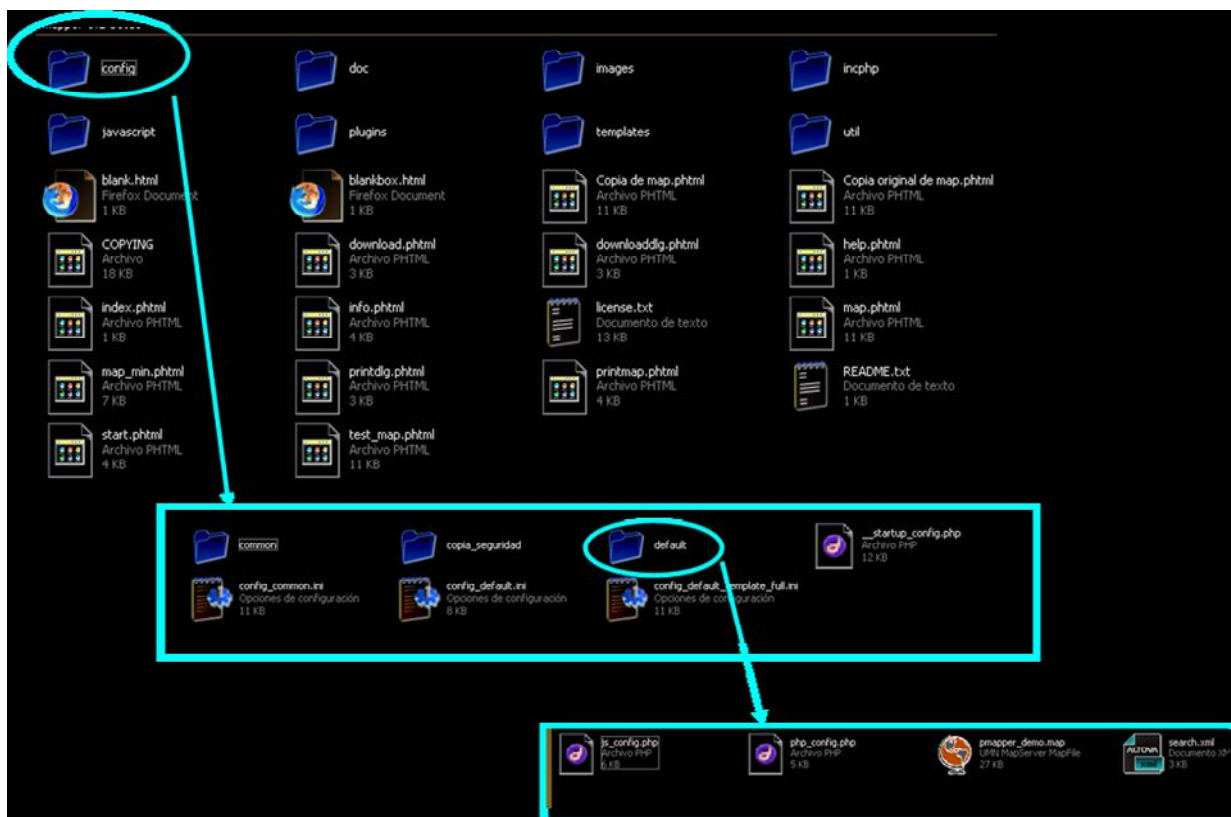 config
doc
images
incphp
javascript
plugins
templates
util
blank.html
Firefox Document
1 KB
blankbox.html
Firefox Document
1 KB
Copia de map.phtml
Archivo PHTML
11 KB
Copia original de map.phtml
Archivo PHTML
11 KB
COPYING
Archivo
18 KB
download.phtml
Archivo PHTML
3 KB
downloaddlg.phtml
Archivo PHTML
3 KB
help.phtml
Archivo PHTML
1 KB
index.phtml
Archivo PHTML
1 KB
info.phtml
Archivo PHTML
4 KB
license.txt
Documento de texto
13 KB
map.phtml
Archivo PHTML
11 KB
map_min.phtml
Archivo PHTML
7 KB
printdlg.phtml
Archivo PHTML
3 KB
printmap.phtml
Archivo PHTML
4 KB
README.txt
Documento de texto
1 KB
start.phtml
Archivo PHTML
4 KB
test_map.phtml
Archivo PHTML
11 KB
common
copia_seguridad
default
__startup_config.php
Archivo PHP
12 KB
config_common.ini
Opciones de configuración
11 KB
config_default.ini
Opciones de configuración
8 KB
config_default_template_full.ini
Opciones de configuración
11 KB
js_config.php
Archivo PHP
6 KB
php_config.php
Archivo PHP
5 KB
pmapper_demo.map
UMN MapServer MapFile
27 KB
ALTOVA
xml
search.xml
Documento
3 KB